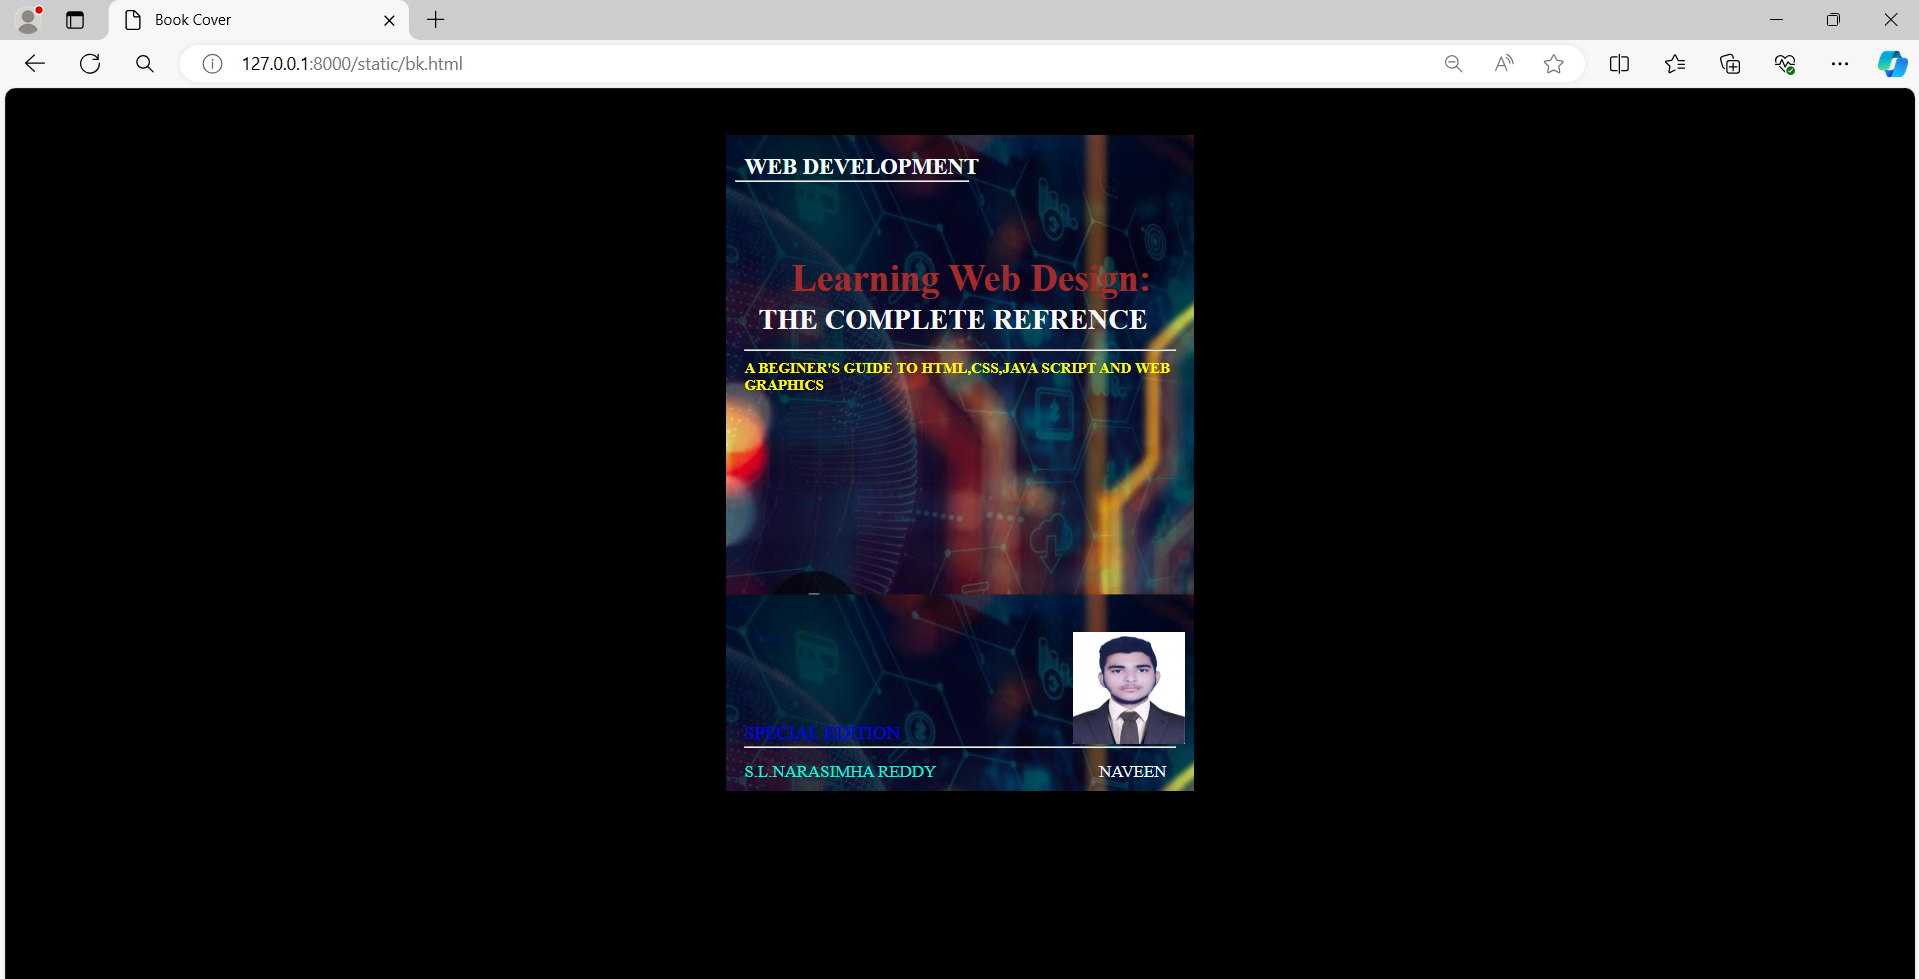 Book Cover
127.0.0.1:8000/static/bk.html
WEB DEVELOPMENT
Learning Web Design:
THE COMPLETE REFRENCE
A BEGINER'S GUIDE TO HTML,CSS,JAVA SCRIPT AND WEB
GRAPHICS
SPECIAL EDITION
S.L.NARASIMHA REDDY
NAVEEN